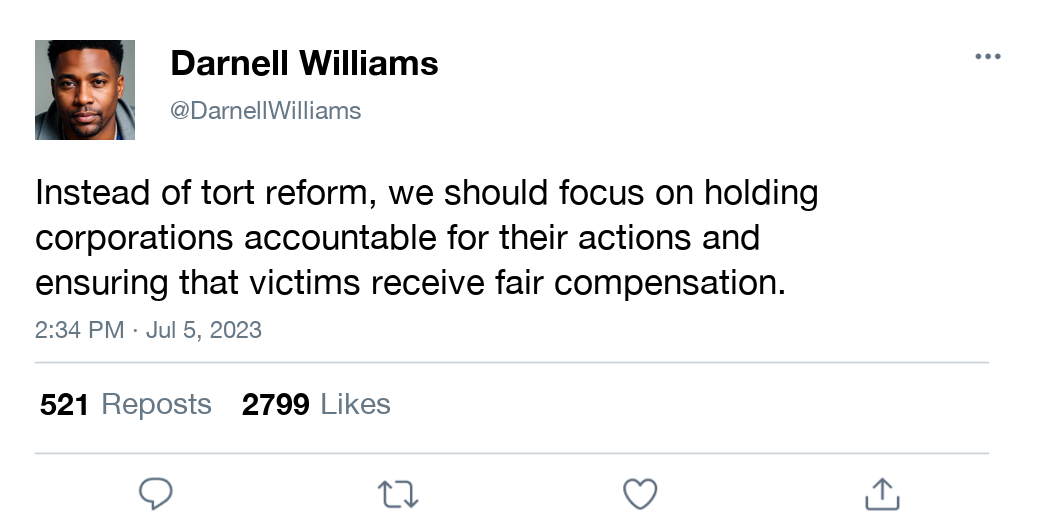 Darnell Williams
@DarnellWilliams
Instead of tort reform, we should focus on holding
corporations accountable for their actions and
ensuring that victims receive fair compensation.
2:34 PM · Jul 5, 2023
521 Reposts 2799 Likes